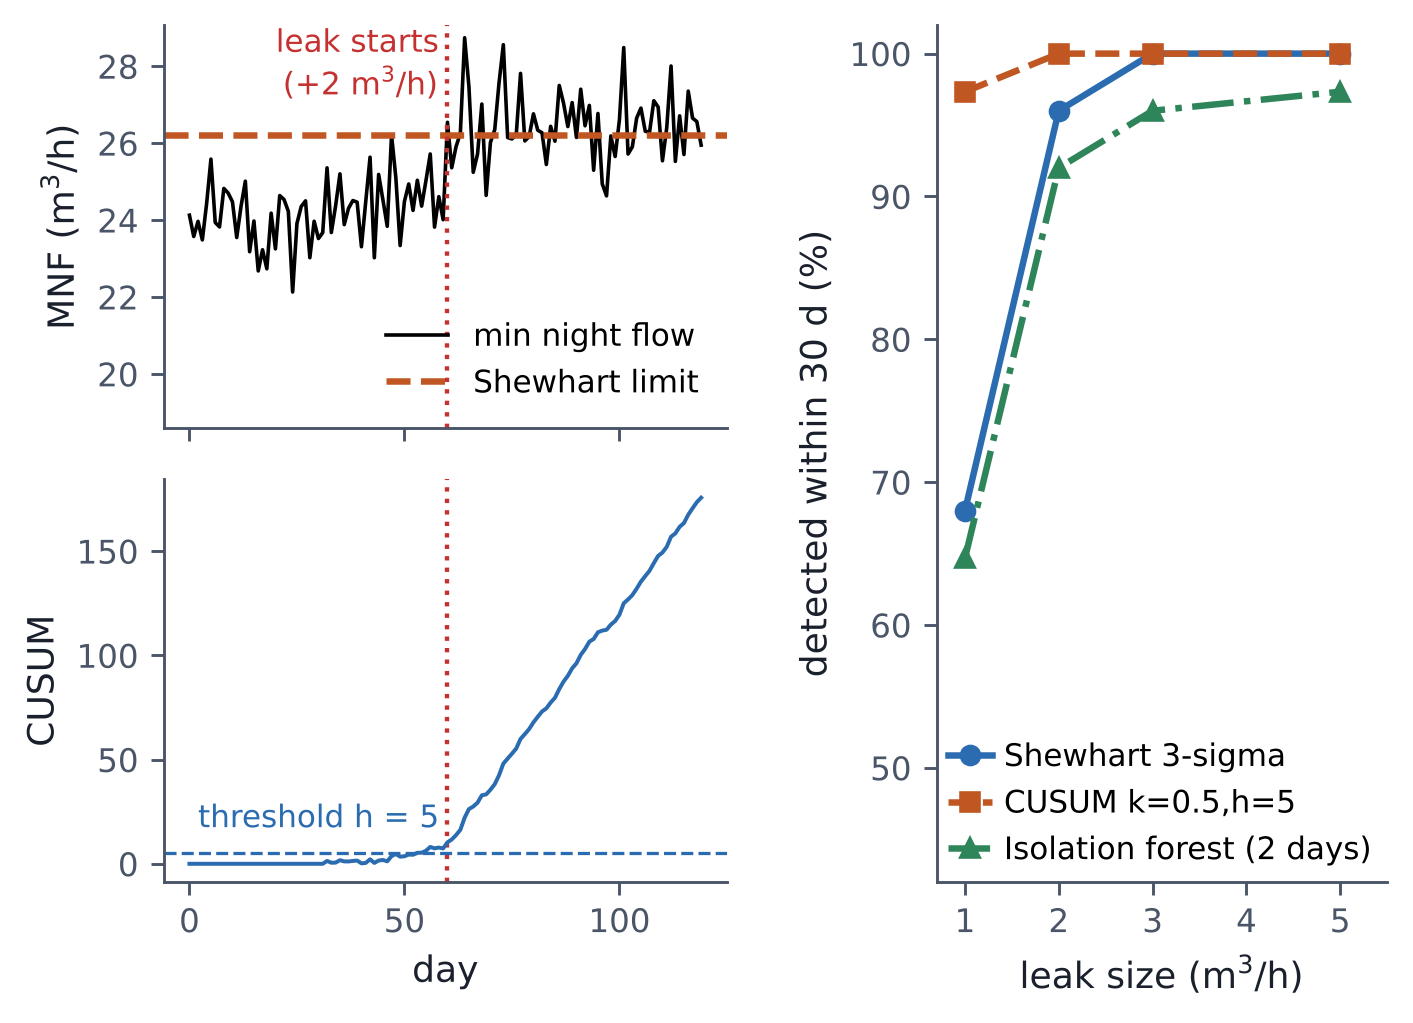 leak starts
(+2 m³/h)
28
26
24
22
20
MNF (m³/h)
min night flow
Shewhart limit
150
100
50
0
CUSUM
threshold h = 5
0
50
100
day
100
90
80
70
60
50
detected within 30 d (%)
Shewhart 3-sigma
CUSUM k=0.5,h=5
Isolation forest (2 days)
1
2
3
4
5
leak size (m³/h)